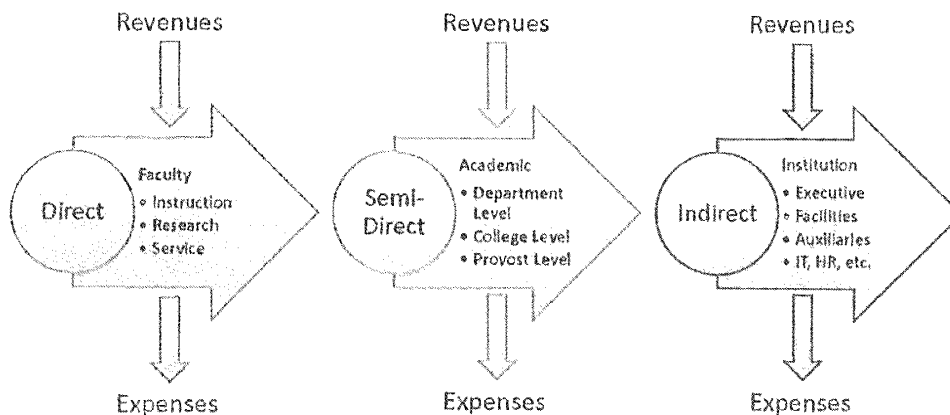 Revenues
Revenues
Revenues
Direct
Faculty
• Instruction
• Research
• Service
Semi-
Direct
Academic
• Department
Level
• College Level
• Provost Level
Indirect
Institution
• Executive
• Facilities
• Auxiliaries
• IT, HR, etc.
Expenses
Expenses
Expenses